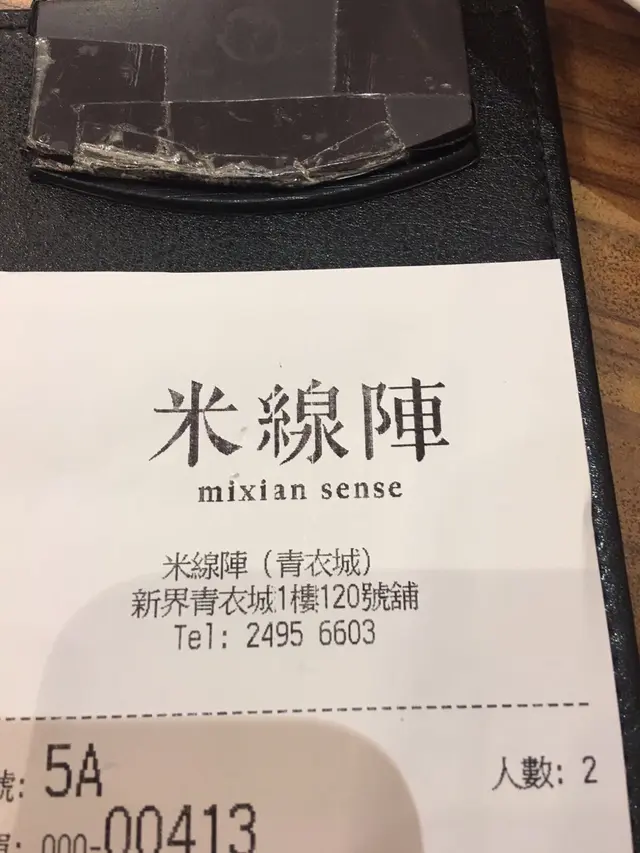 米線陣
mixian sense
米線陣（青衣城）
新界青衣城1樓120號舖
Tel: 2495 6603
號: 5A 人數: 2
000-00413